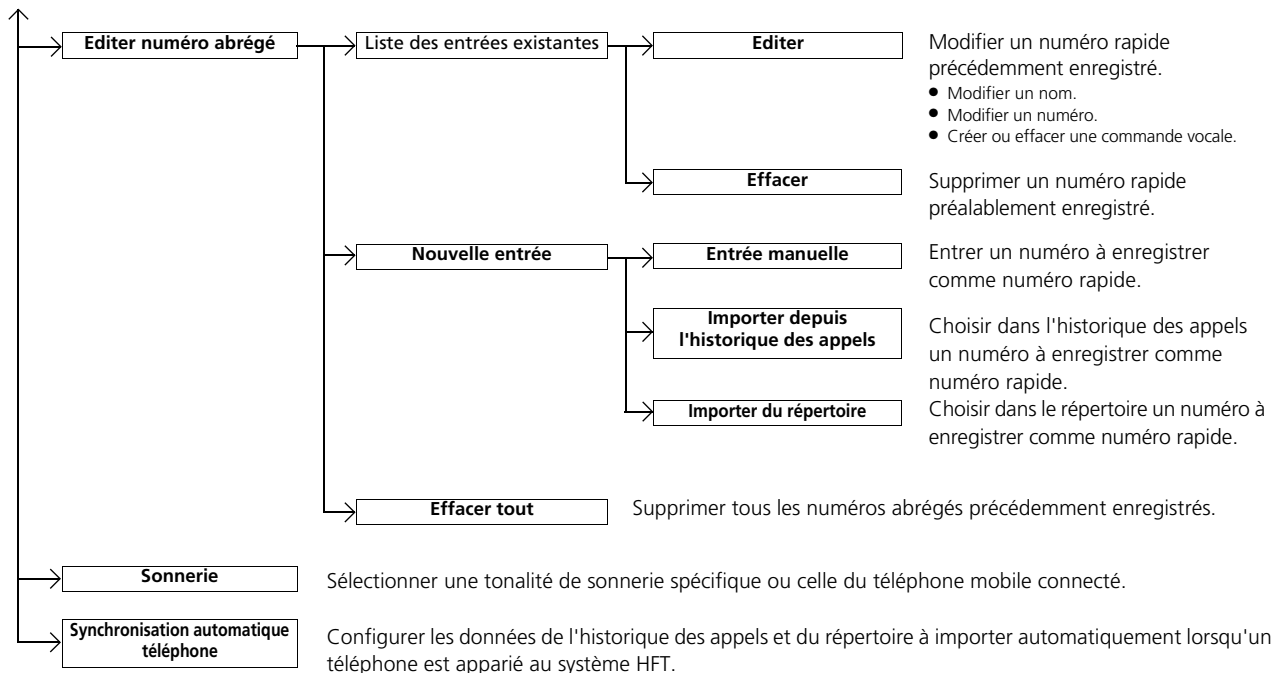 Editer numéro abrégé
Liste des entrées existantes
Editer
Modifier un numéro rapide
précédemment enregistré.
● Modifier un nom.
● Modifier un numéro.
● Créer ou effacer une commande vocale.
Effacer
Supprimer un numéro rapide
préalablement enregistré.
Nouvelle entrée
Entrée manuelle
Entrer un numéro à enregistrer
comme numéro rapide.
Importer depuis
l'historique des appels
Choisir dans l'historique des appels
un numéro à enregistrer comme
numéro rapide.
Importer du répertoire
Choisir dans le répertoire un numéro à
enregistrer comme numéro rapide.
Effacer tout
Supprimer tous les numéros abrégés précédemment enregistrés.
Sonnerie
Sélectionner une tonalité de sonnerie spécifique ou celle du téléphone mobile connecté.
Synchronisation automatique
téléphone
Configurer les données de l'historique des appels et du répertoire à importer automatiquement lorsqu'un
téléphone est apparié au système HFT.